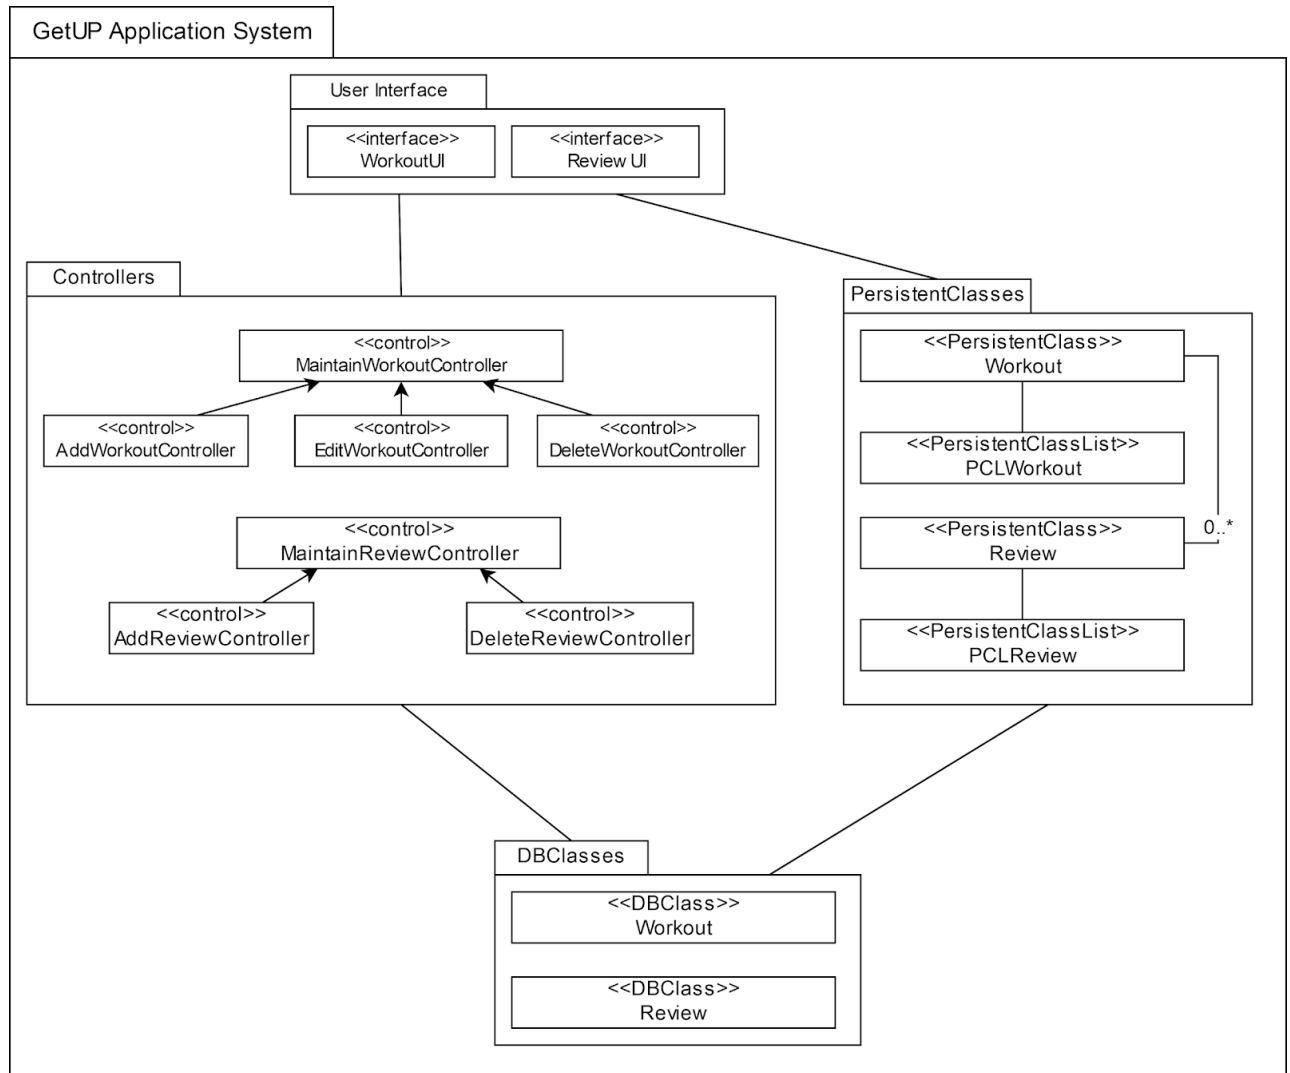 GetUP Application System
User Interface
<<interface>>
WorkoutUI
<<interface>>
Review UI
Controllers
<<control>>
MaintainWorkoutController
<<control>>
AddWorkoutController
<<control>>
EditWorkoutController
<<control>>
DeleteWorkoutController
<<control>>
MaintainReviewController
<<control>>
AddReviewController
<<control>>
DeleteReviewController
PersistentClasses
<<PersistentClass>>
Workout
<<PersistentClassList>>
PCLWorkout
<<PersistentClass>>
Review
0..*
<<PersistentClassList>>
PCLReview
DBClasses
<<DBClass>>
Workout
<<DBClass>>
Review